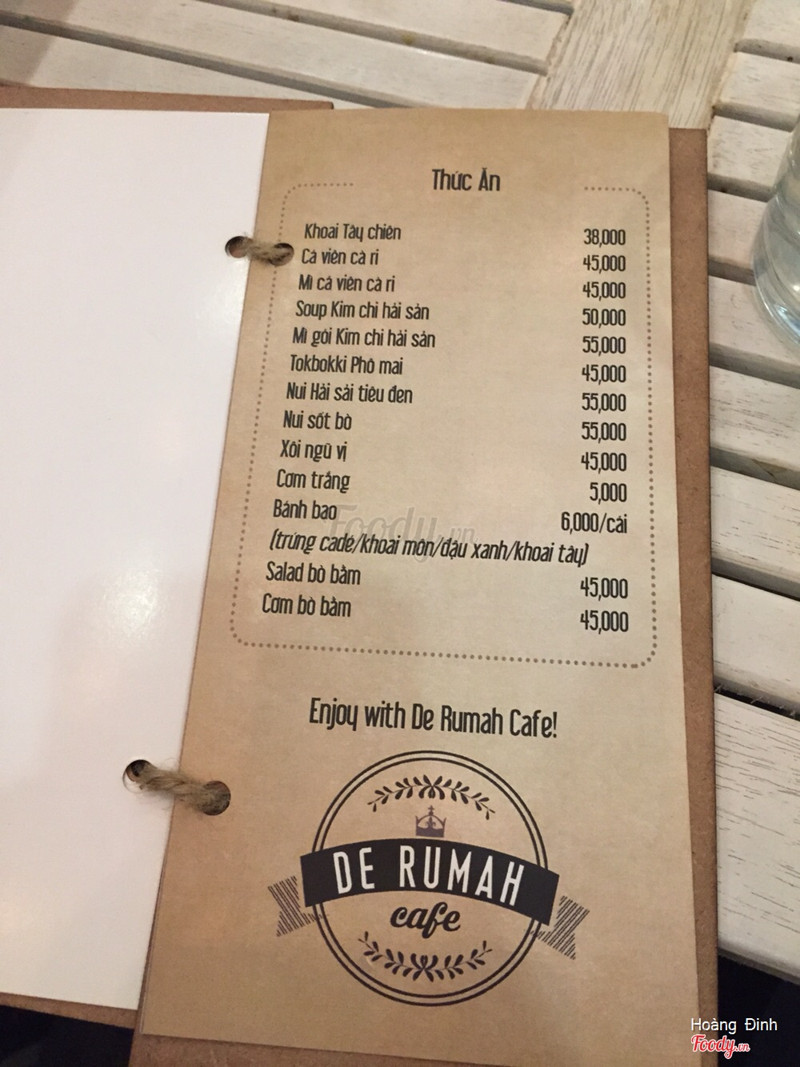 Thức Ăn
Khoai Tây chiên 38,000
Cá viên cà ri 45,000
Mì cá viên cà ri 45,000
Soup Kim chi hải sản 50,000
Mì gói Kim chi hải sản 55,000
Tokbokki Phô mai 45,000
Nui Hải sải tiêu đen 55,000
Nui sốt bò 55,000
Xôi ngũ vị 45,000
Cơm trắng 5,000
Bánh bao 6,000/cái
(trứng cadé/khoai môn/đậu xanh/khoai tây)
Salad bò bằm 45,000
Cơm bò bằm 45,000
Foody.vn
Enjoy with De Rumah Cafe!
DE RUMAH
cafe
Hoàng Đinh
Foody.vn